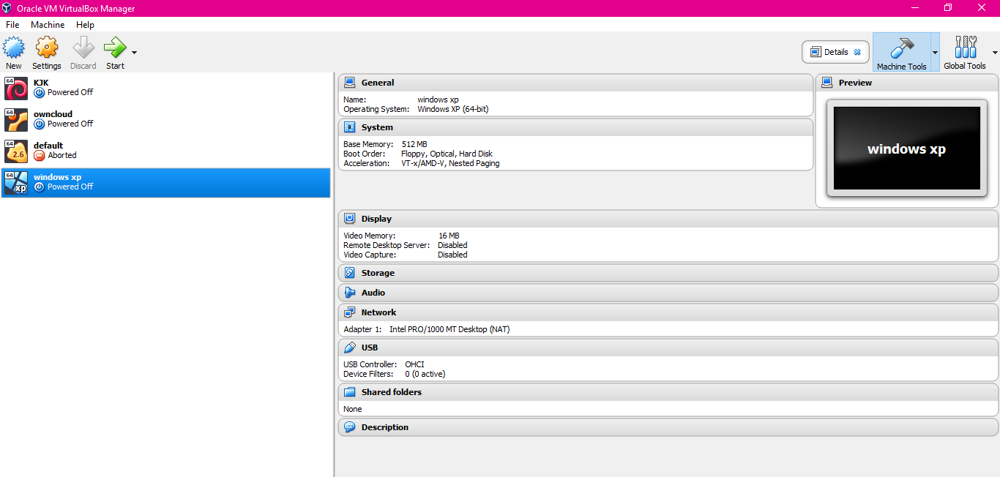 Oracle VM VirtualBox Manager
File Machine Help
New Settings Discard Start
Details Machine Tools Global Tools
64
KJK
Powered Off
64
owncloud
Powered Off
64
2.6
default
Aborted
64
xp
windows xp
Powered Off
General
Name: windows xp
Operating System: Windows XP (64-bit)
System
Base Memory: 512 MB
Boot Order: Floppy, Optical, Hard Disk
Acceleration: VT-x/AMD-V, Nested Paging
Preview
windows xp
Display
Video Memory: 16 MB
Remote Desktop Server: Disabled
Video Capture: Disabled
Storage
Audio
Network
Adapter 1: Intel PRO/1000 MT Desktop (NAT)
USB
USB Controller: OHCI
Device Filters: 0 (0 active)
Shared folders
None
Description